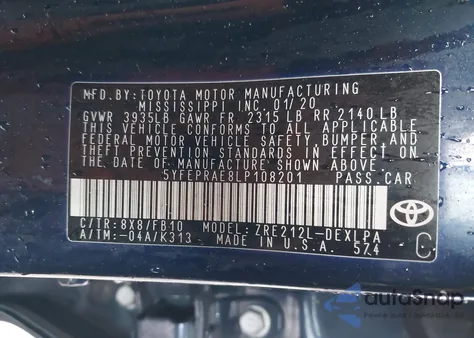 MFD.BY:TOYOTA MOTOR MANUFACTURING
MISSISSIPPI INC. 01/20
GVWR 3935LB GAWR FR 2315 LB RR 2140 LB
THIS VEHICLE CONFORMS TO ALL APPLICABLE
FEDERAL MOTOR VEHICLE SAFETY BUMPER, AND
THEFT PREVENTION STANDARDS IN EFFECT ON
THE DATE OF MANUFACTURE SHOWN ABOVE.
5YFEPRAE8LP108201 PASS.CAR
C/TR:8X8/FB10 MODEL:ZRE212L-DEXLPA
A/TM:-04A/K313 MADE IN U.S.A. 574
C
autoSnap